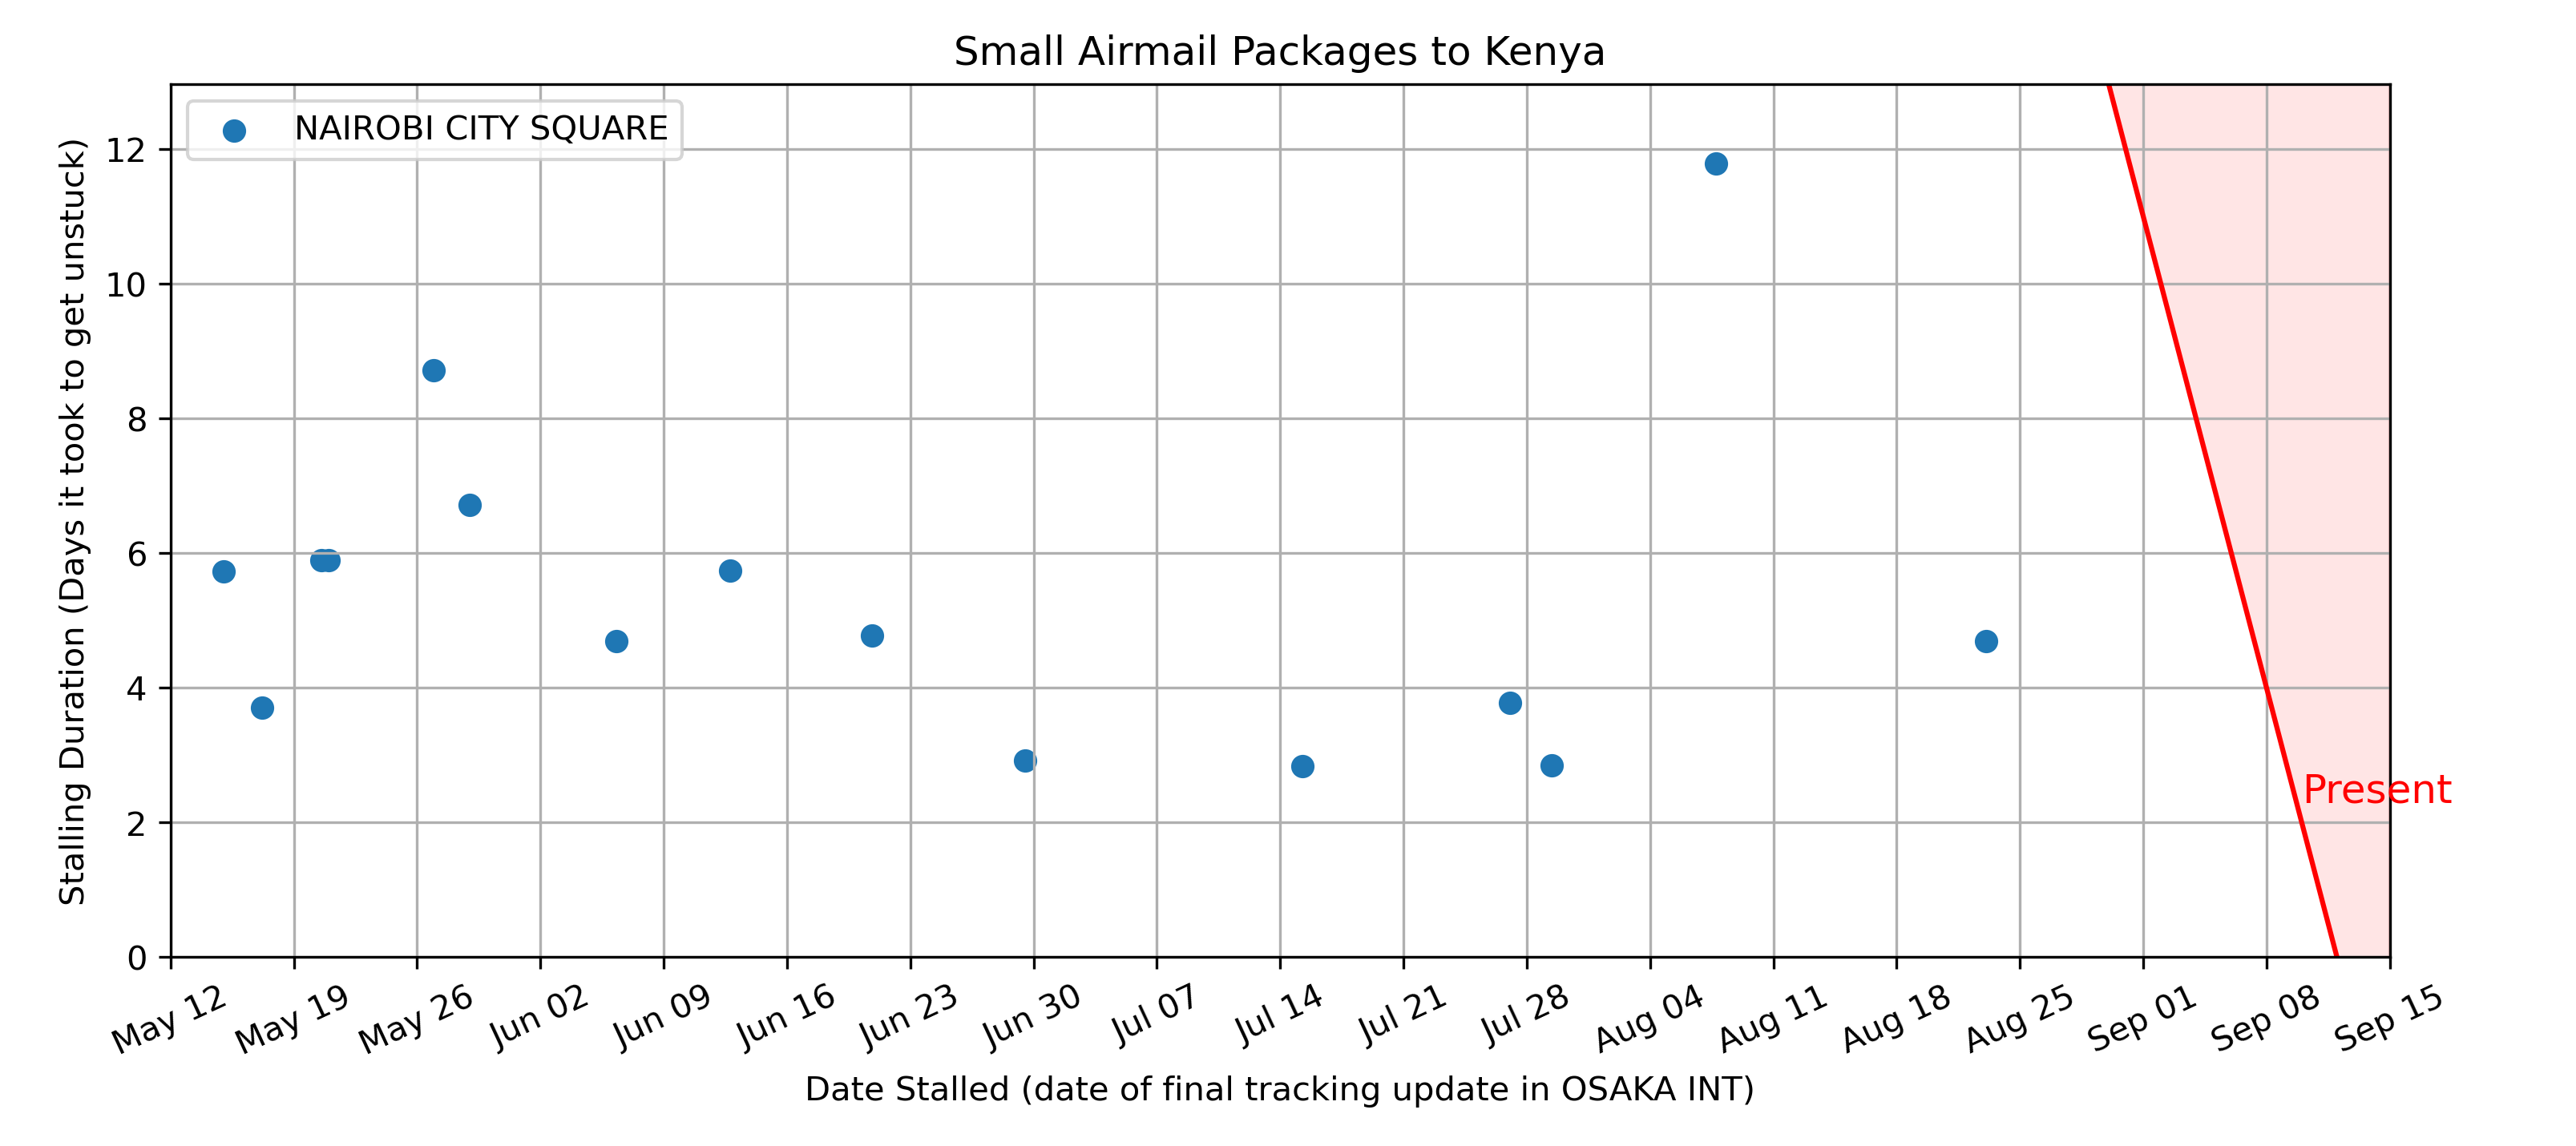 Small Airmail Packages to Kenya
NAIROBI CITY SQUARE
Stalling Duration (Days it took to get unstuck)
12
10
8
6
4
2
0
Present
May 12
May 19
May 26
Jun 02
Jun 09
Jun 16
Jun 23
Jun 30
Jul 07
Jul 14
Jul 21
Jul 28
Aug 04
Aug 11
Aug 18
Aug 25
Sep 01
Sep 08
Sep 15
Date Stalled (date of final tracking update in OSAKA INT)